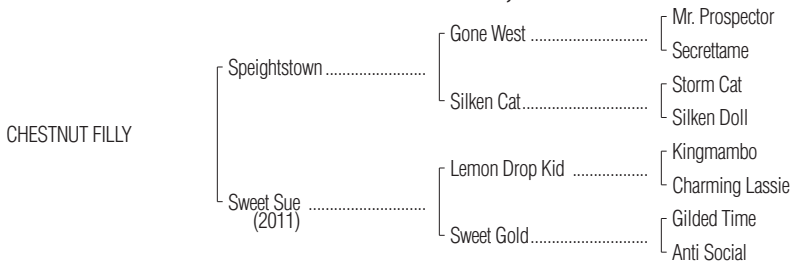 Mr. Prospector
Gone West ..............................
Secrettame
Speightstown ..........................
Storm Cat
Silken Cat................................
Silken Doll
CHESTNUT FILLY
Kingmambo
Lemon Drop Kid ...................
Charming Lassie
Sweet Sue ..............................
(2011)
Gilded Time
Sweet Gold..............................
Anti Social